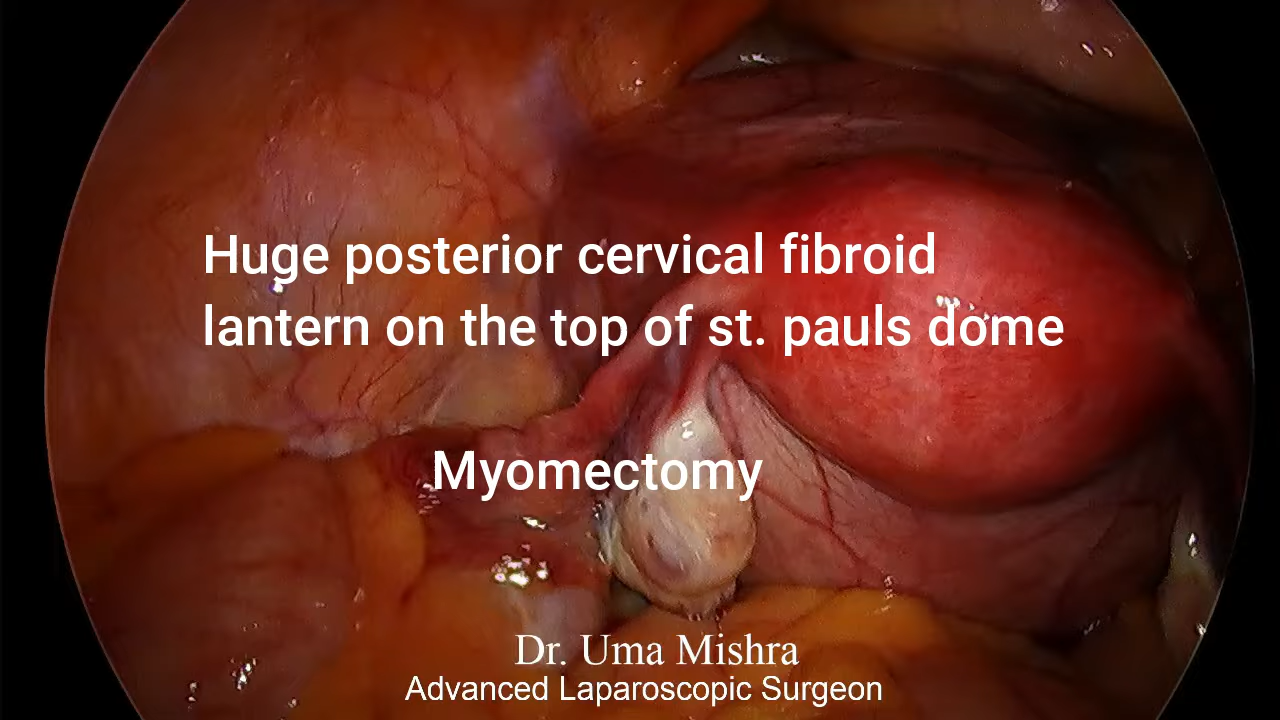 Huge posterior cervical fibroid
lantern on the top of st. pauls dome
Myomectomy
Dr. Uma Mishra
Advanced Laparoscopic Surgeon